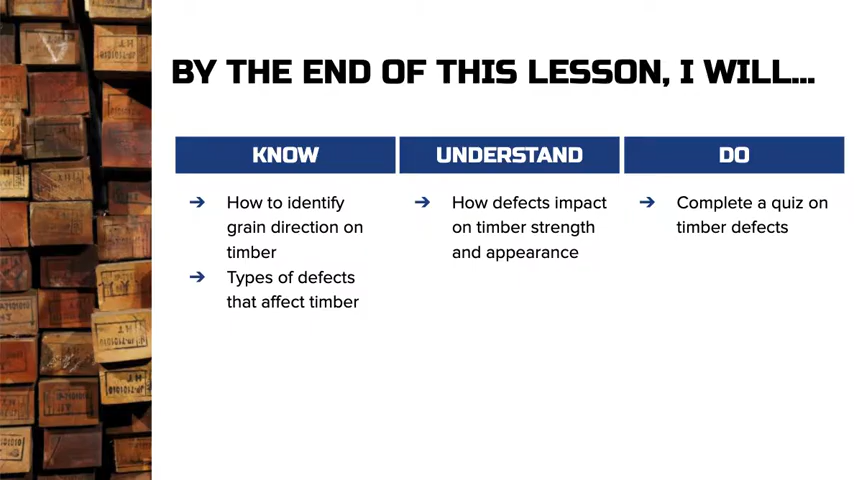 BY THE END OF THIS LESSON, I WILL...
KNOW
➔ How to identify
grain direction on
timber
➔ Types of defects
that affect timber
UNDERSTAND
➔ How defects impact
on timber strength
and appearance
DO
➔ Complete a quiz on
timber defects